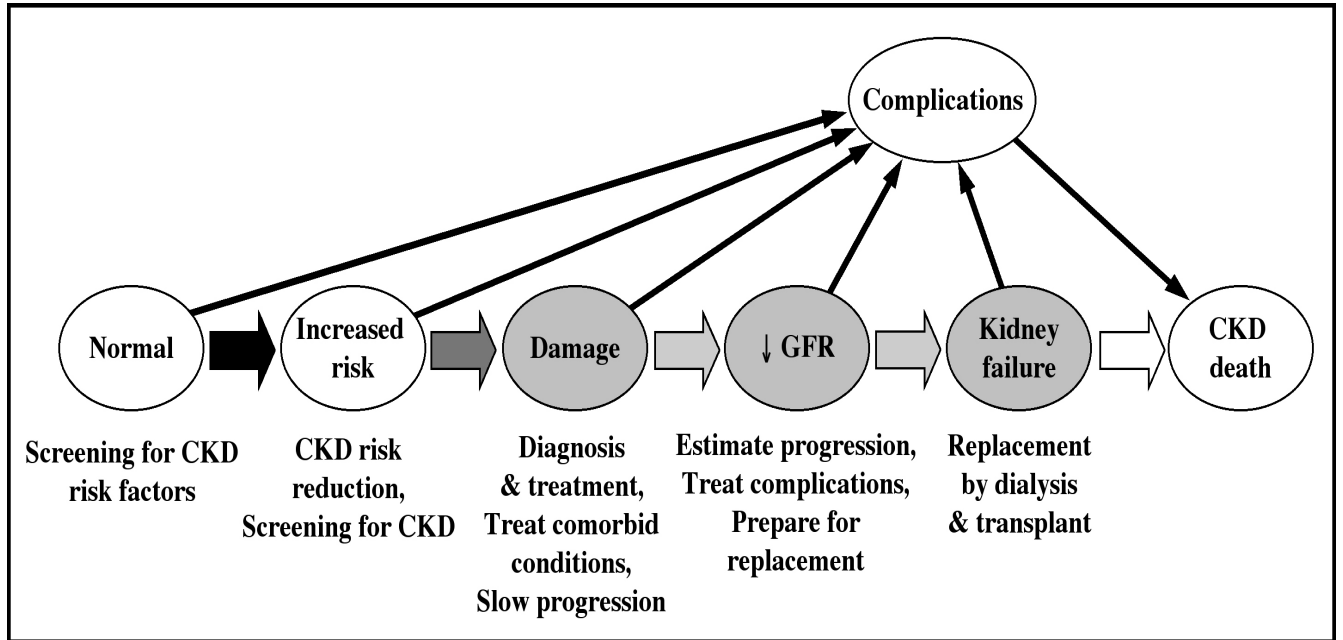 Complications
Normal
Increased
risk
Damage
↓ GFR
Kidney
failure
CKD
death
Screening for CKD
risk factors
CKD risk
reduction,
Screening for CKD
Diagnosis
& treatment,
Treat comorbid
conditions,
Slow progression
Estimate progression,
Treat complications,
Prepare for
replacement
Replacement
by dialysis
& transplant